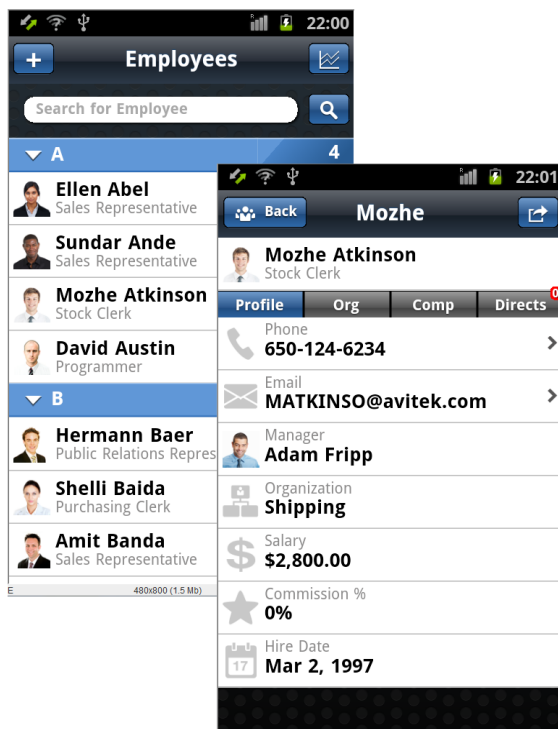 22:00
+ Employees
Search for Employee
A 4
Ellen Abel
Sales Representative
Sundar Ande
Sales Representative
Mozhe Atkinson
Stock Clerk
David Austin
Programmer
B
Hermann Baer
Public Relations Repres
Shelli Baida
Purchasing Clerk
Amit Banda
Sales Representative
E 480x800 (1.5 Mb)
R 22:01
Back Mozhe
Mozhe Atkinson
Stock Clerk
0
Profile Org Comp Directs
Phone
650-124-6234
Email
MATKINSO@avitek.com
Manager
Adam Fripp
Organization
Shipping
Salary
$2,800.00
Commission %
0%
Hire Date
17 Mar 2, 1997